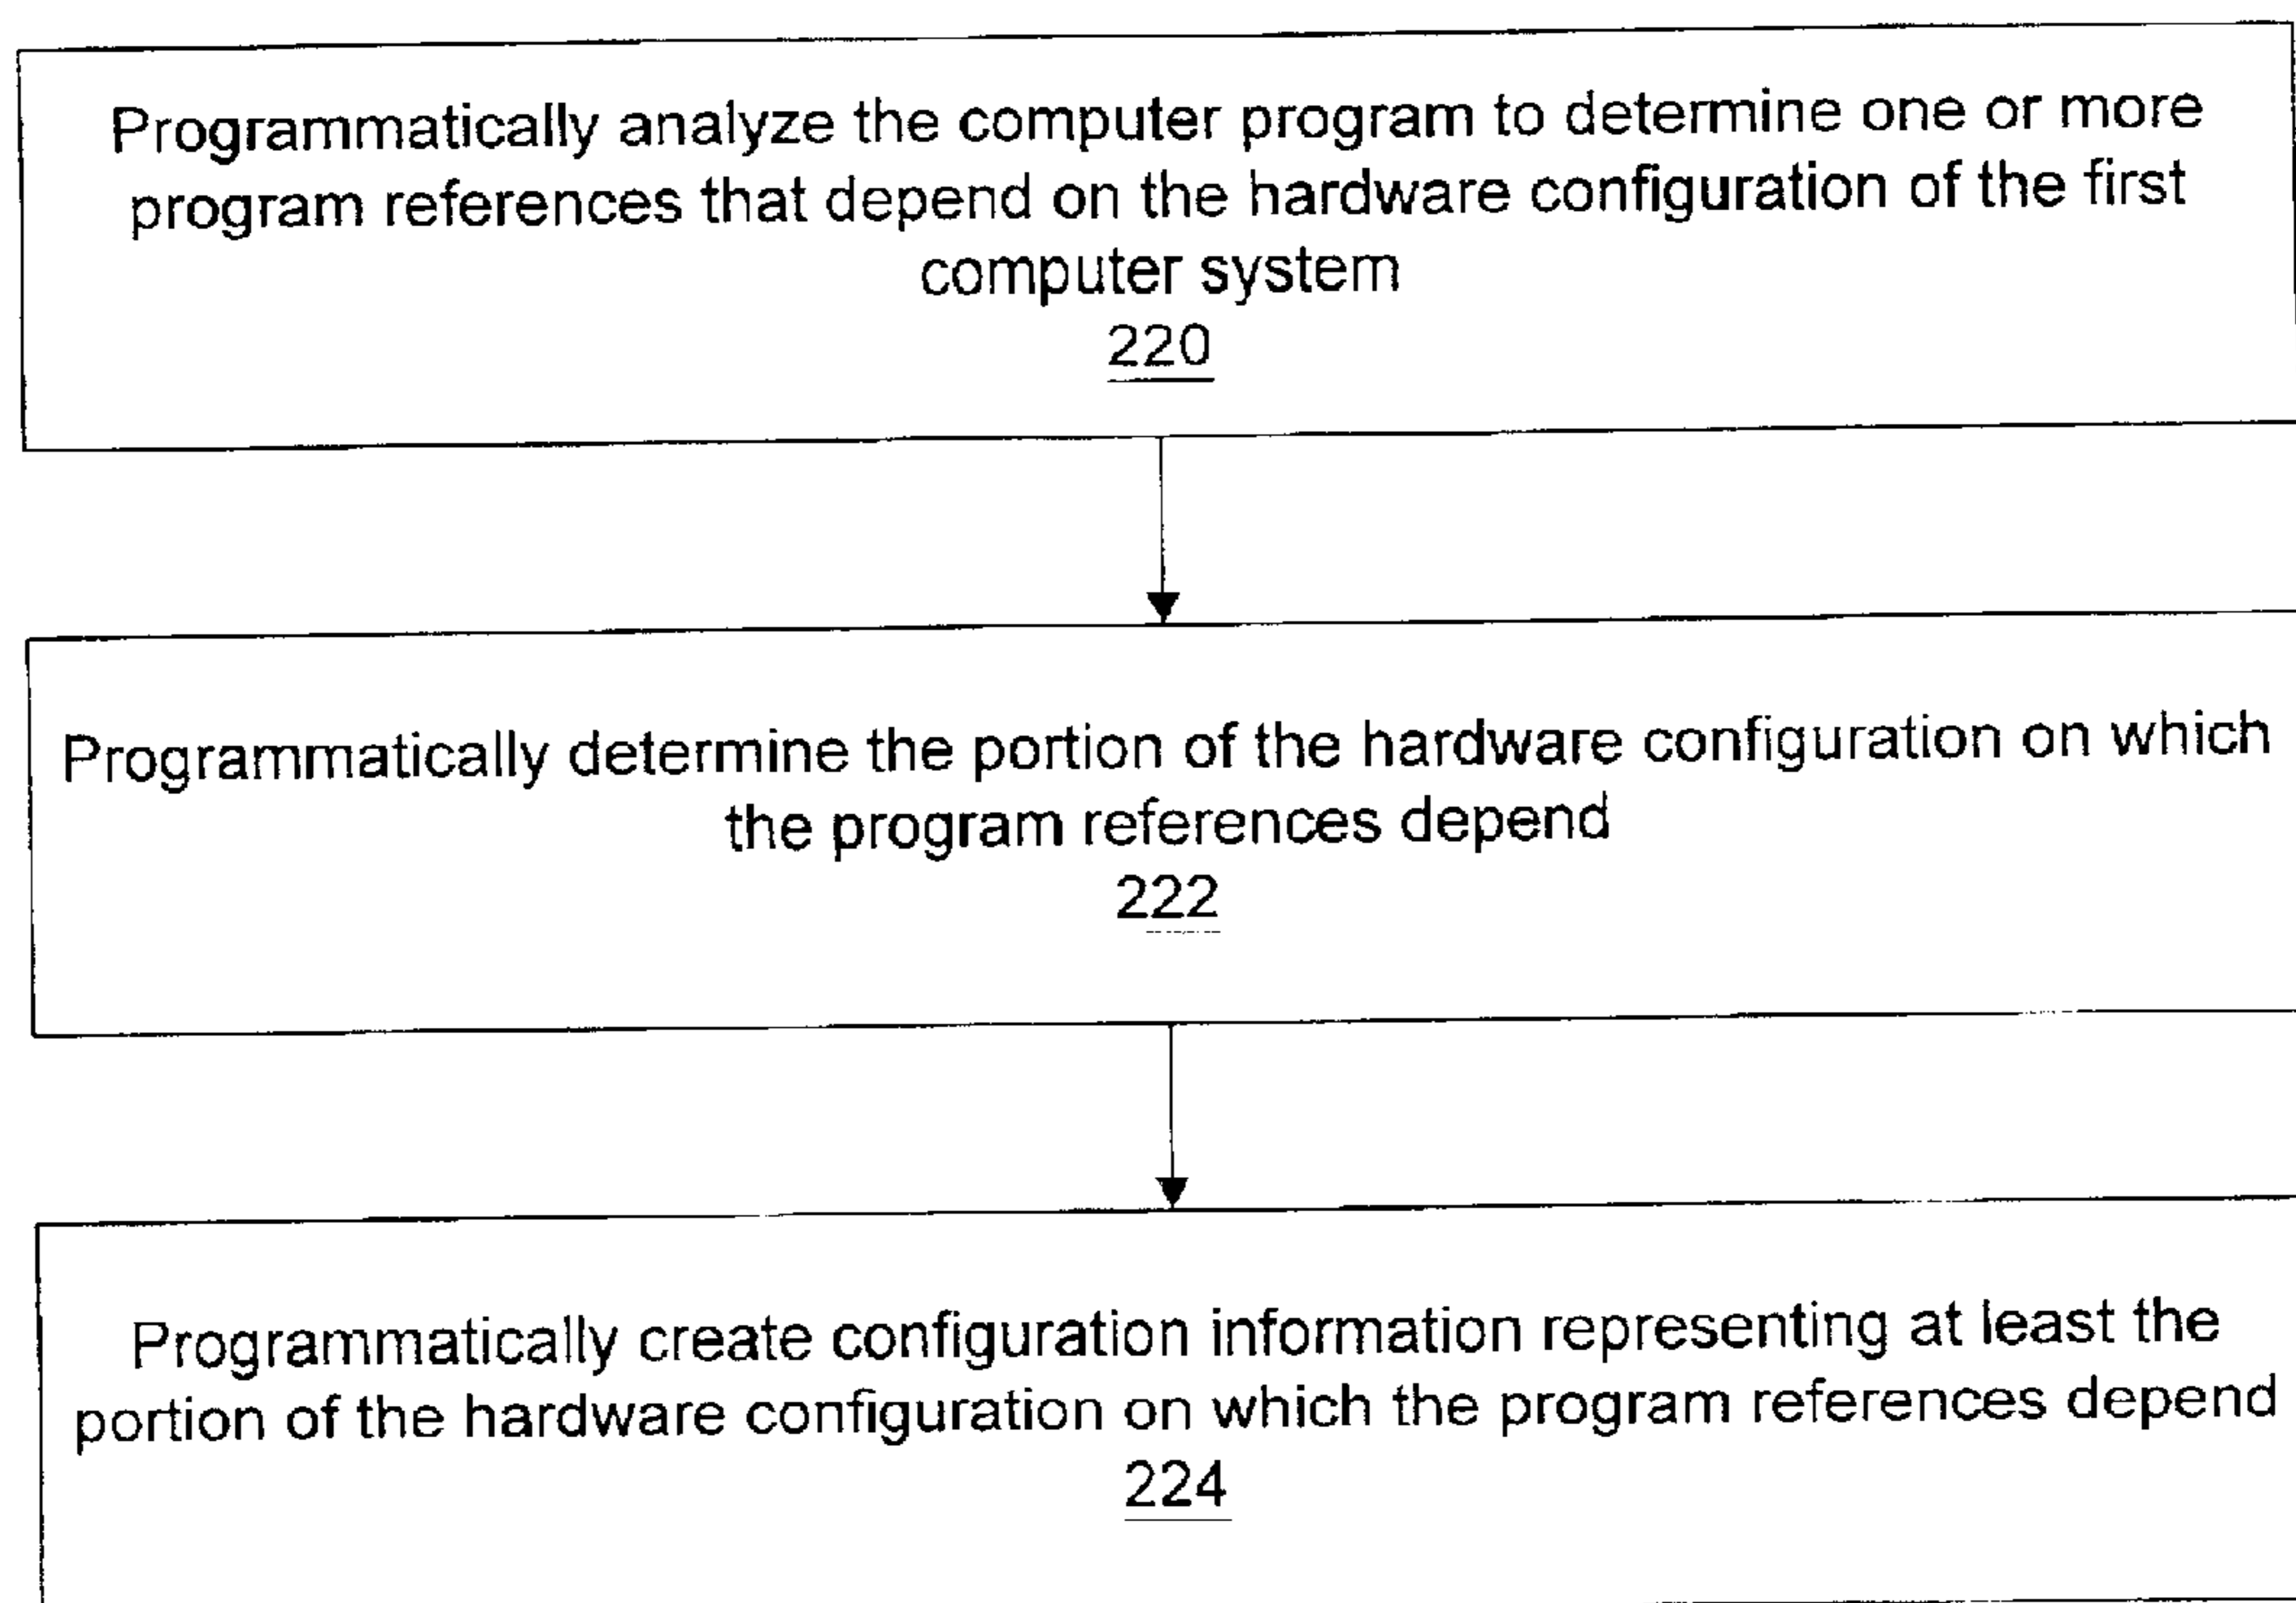 Programmatically analyze the computer program to determine one or more
program references that depend on the hardware configuration of the first
computer system
220
Programmatically determine the portion of the hardware configuration on which
the program references depend
222
Programmatically create configuration information representing at least the
portion of the hardware configuration on which the program references depend
224